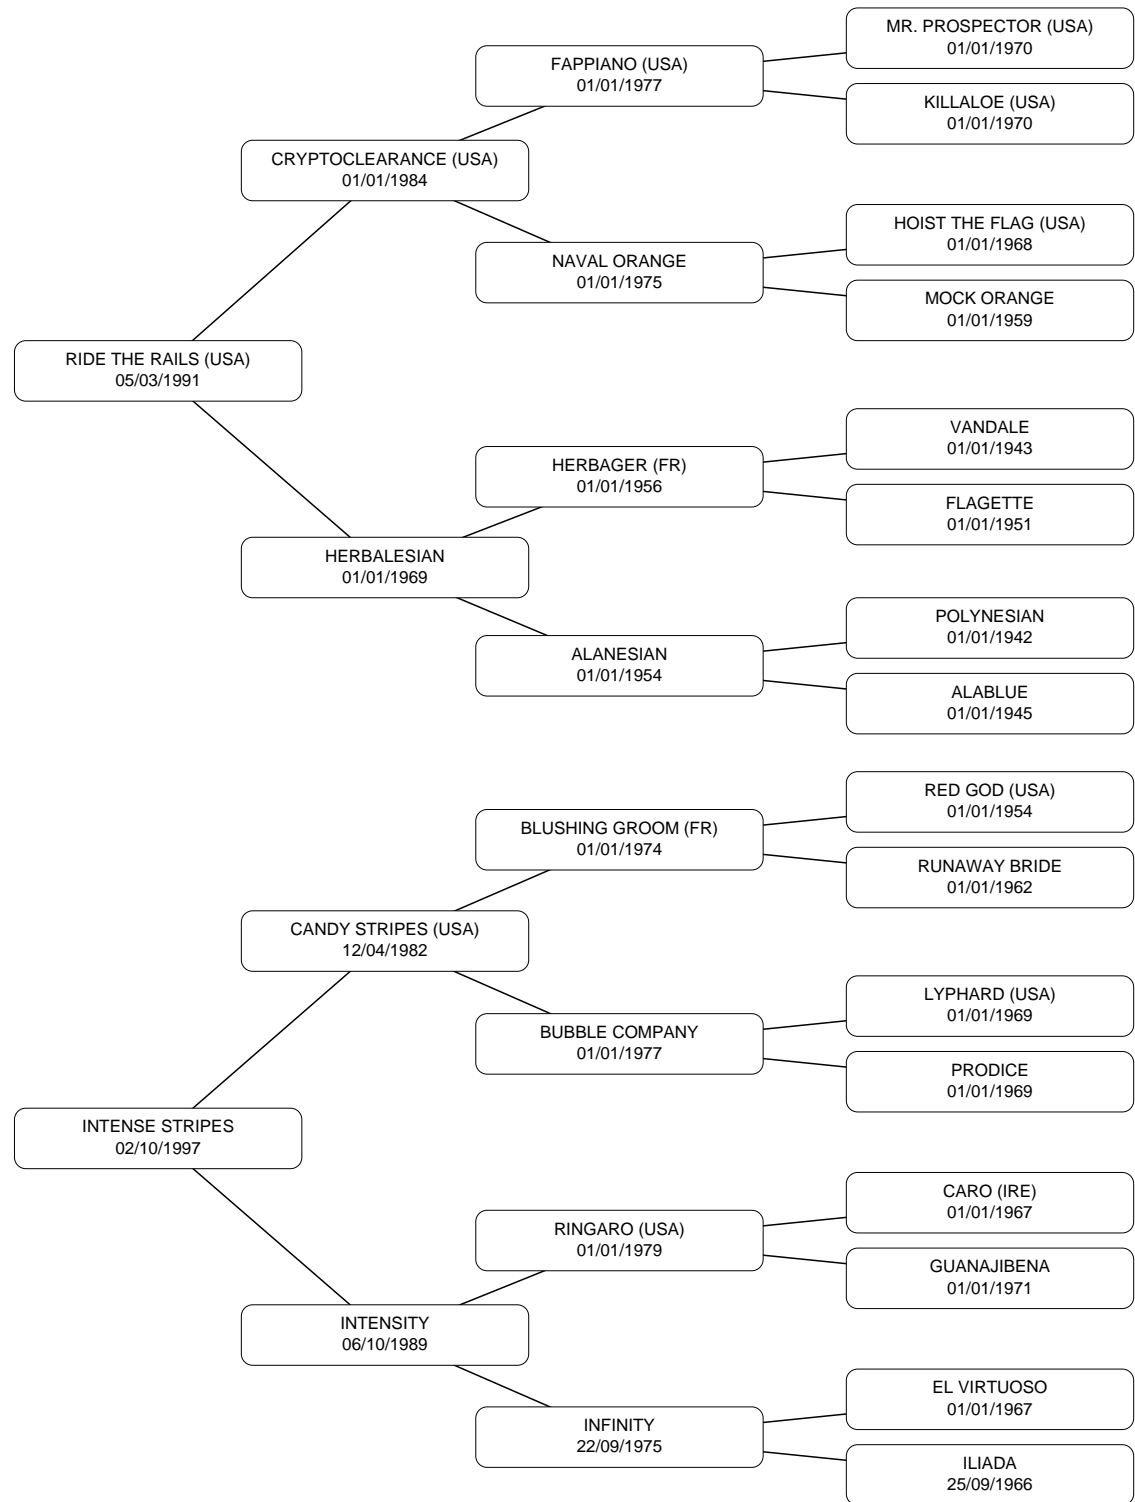 MR. PROSPECTOR (USA)
01/01/1970
FAPPIANO (USA)
01/01/1977
KILLALOE (USA)
01/01/1970
CRYPTOCLEARANCE (USA)
01/01/1984
HOIST THE FLAG (USA)
01/01/1968
NAVAL ORANGE
01/01/1975
MOCK ORANGE
01/01/1959
RIDE THE RAILS (USA)
05/03/1991
VANDALE
01/01/1943
HERBAGER (FR)
01/01/1956
FLAGETTE
01/01/1951
HERBALESIAN
01/01/1969
POLYNESIAN
01/01/1942
ALANESIAN
01/01/1954
ALABLUE
01/01/1945
RED GOD (USA)
01/01/1954
BLUSHING GROOM (FR)
01/01/1974
RUNAWAY BRIDE
01/01/1962
CANDY STRIPES (USA)
12/04/1982
LYPHARD (USA)
01/01/1969
BUBBLE COMPANY
01/01/1977
PRODICE
01/01/1969
INTENSE STRIPES
02/10/1997
CARO (IRE)
01/01/1967
RINGARO (USA)
01/01/1979
GUANAJIBENA
01/01/1971
INTENSITY
06/10/1989
EL VIRTUOSO
01/01/1967
INFINITY
22/09/1975
ILIADA
25/09/1966